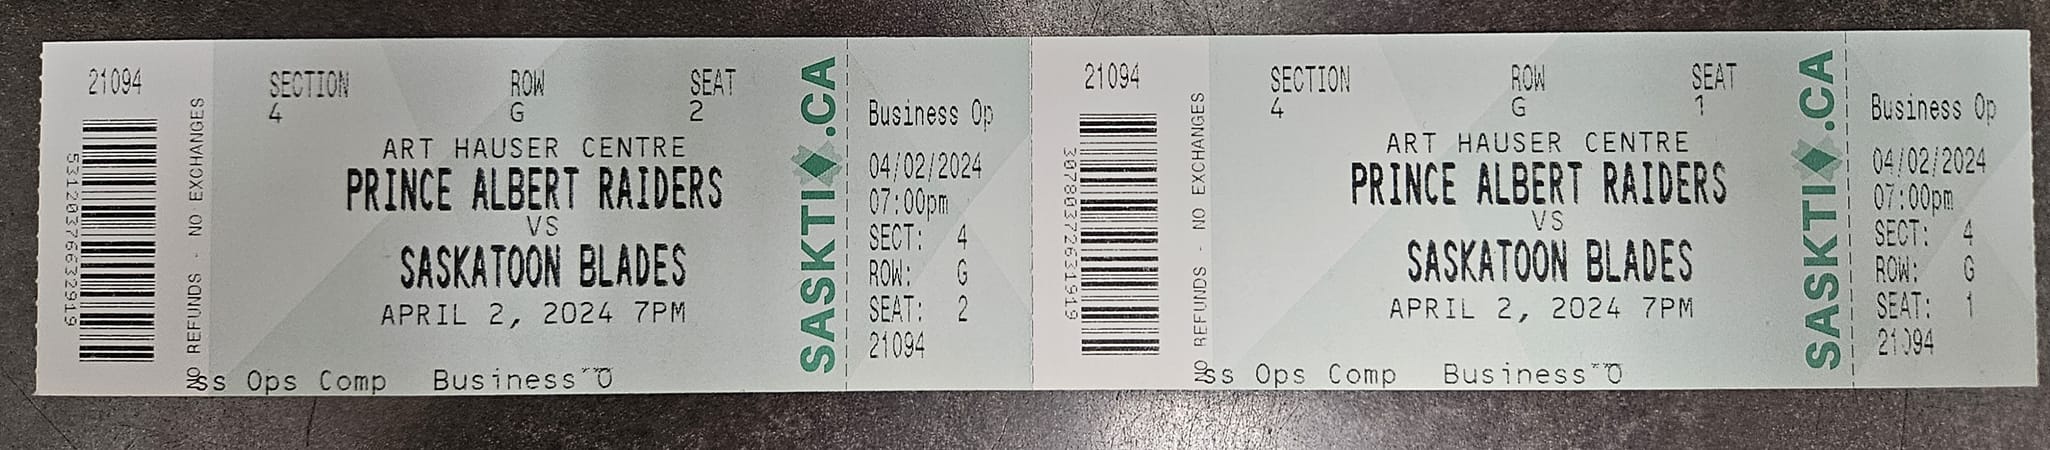 21094
531203766632919
NO REFUNDS - NO EXCHANGES
SECTION ROW SEAT
4 G 2
ART HAUSER CENTRE
PRINCE ALBERT RAIDERS
VS
SASKATOON BLADES
APRIL 2, 2024 7PM
ss Ops Comp Business O
SASKTIX.CA
Business Op
04/02/2024
07:00pm
SECT: 4
ROW: G
SEAT: 2
21094
21094
307803726631919
NO REFUNDS - NO EXCHANGES
SECTION ROW SEAT
4 G 1
ART HAUSER CENTRE
PRINCE ALBERT RAIDERS
VS
SASKATOON BLADES
APRIL 2, 2024 7PM
ss Ops Comp Business O
SASKTIX.CA
Business Op
04/02/2024
07:00pm
SECT: 4
ROW: G
SEAT: 1
21094